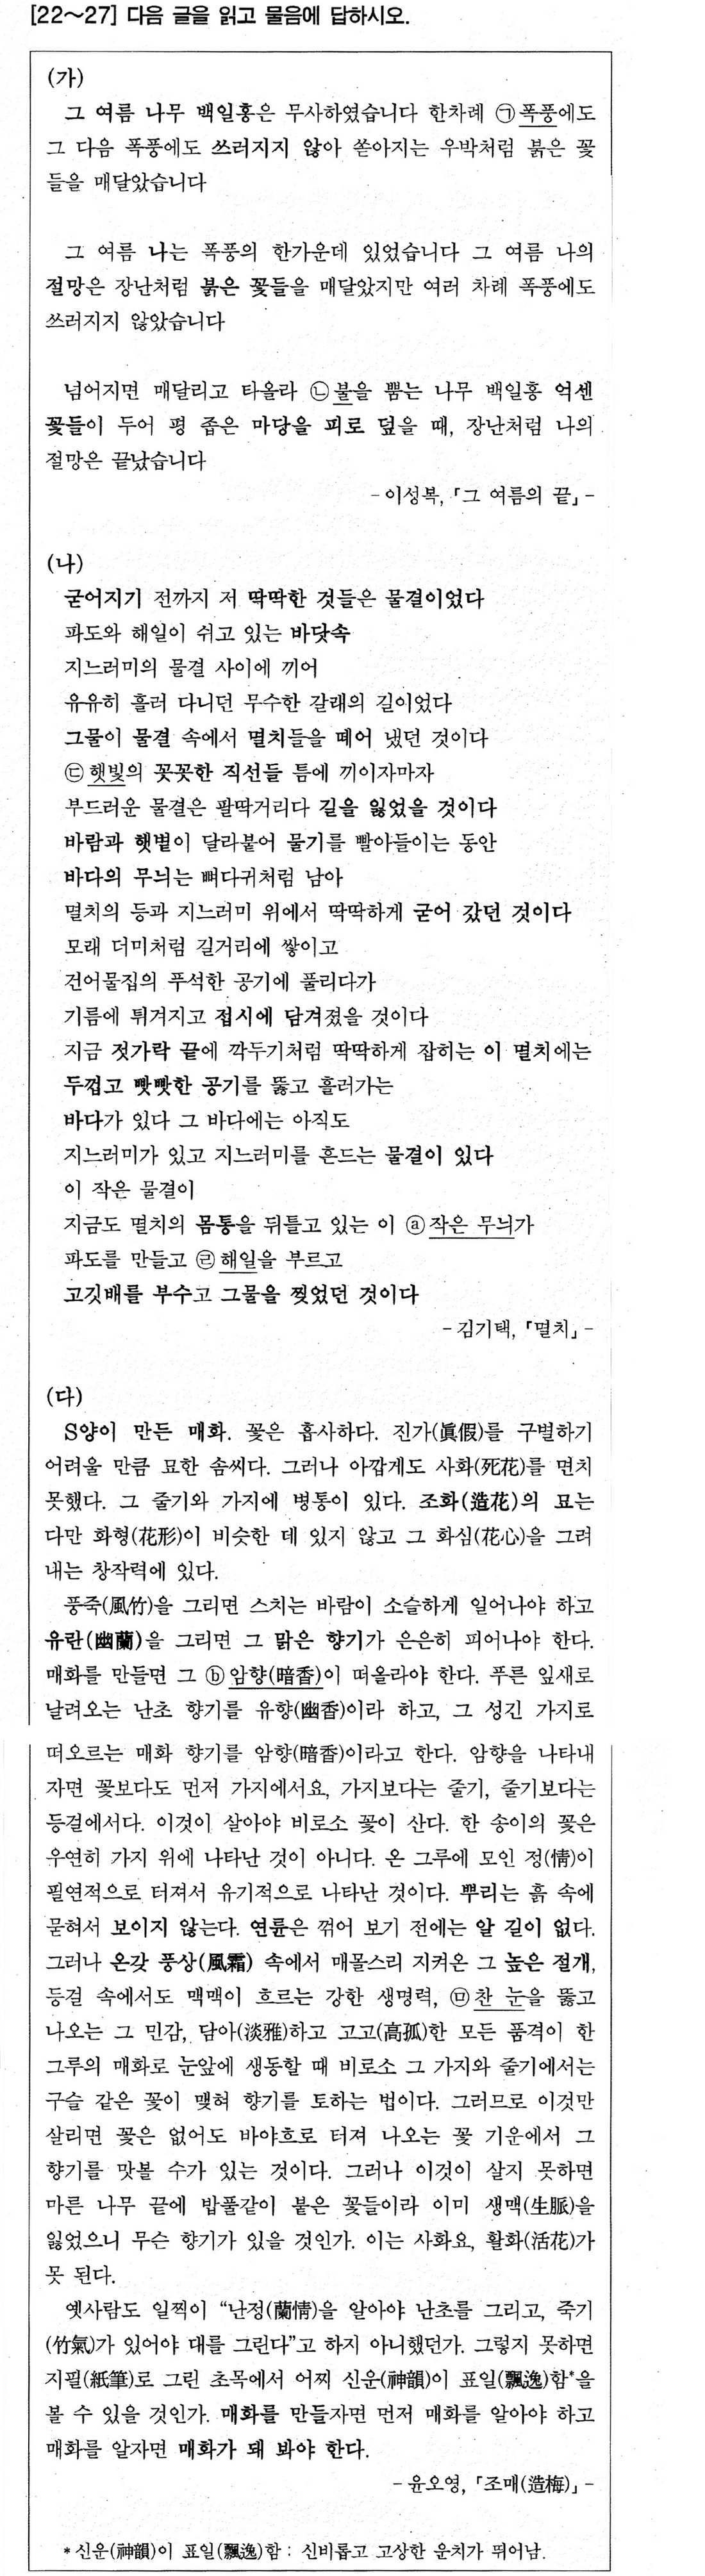 [22~27] 다음 글을 읽고 물음에 답하시오.
(가)
그 여름 나무 백일홍은 무사하였습니다 한차례 ㉠폭풍에도
그 다음 폭풍에도 쓰러지지 않아 쏟아지는 우박처럼 붉은 꽃
들을 매달았습니다
그 여름 나는 폭풍의 한가운데 있었습니다 그 여름 나의
절망은 장난처럼 붉은 꽃들을 매달았지만 여러 차례 폭풍에도
쓰러지지 않았습니다
넘어지면 매달리고 타올라 ㉡불을 뿜는 나무 백일홍 억센
꽃들이 두어 평 좁은 마당을 피로 덮을 때, 장난처럼 나의
절망은 끝났습니다
- 이성복, 「그 여름의 끝」 -
(나)
굳어지기 전까지 저 딱딱한 것들은 물결이었다
파도와 해일이 쉬고 있는 바닷속
지느러미의 물결 사이에 끼어
유유히 흘러 다니던 무수한 갈래의 길이었다
그물이 물결 속에서 멸치들을 떼어 냈던 것이다
㉢햇빛의 꼿꼿한 직선들 틈에 끼이자마자
부드러운 물결은 팔딱거리다 길을 잃었을 것이다
바람과 햇볕이 달라붙어 물기를 빨아들이는 동안
바다의 무늬는 뼈다귀처럼 남아
멸치의 등과 지느러미 위에서 딱딱하게 굳어 갔던 것이다
모래 더미처럼 길거리에 쌓이고
건어물집의 푸석한 공기에 풀리다가
기름에 튀겨지고 접시에 담겨졌을 것이다
지금 젓가락 끝에 깍두기처럼 딱딱하게 잡히는 이 멸치에는
두껍고 빳빳한 공기를 뚫고 흘러가는
바다가 있다 그 바다에는 아직도
지느러미가 있고 지느러미를 흔드는 물결이 있다
이 작은 물결이
지금도 멸치의 몸통을 뒤틀고 있는 이 ⓐ작은 무늬가
파도를 만들고 ㉣해일을 부르고
고깃배를 부수고 그물을 찢었던 것이다
- 김기택, 「멸치」 -
(다)
S양이 만든 매화. 꽃은 흡사하다. 진가(眞假)를 구별하기
어려울 만큼 묘한 솜씨다. 그러나 아깝게도 사화(死花)를 면치
못했다. 그 줄기와 가지에 병통이 있다. 조화(造花)의 묘는
다만 화형(花形)이 비슷한 데 있지 않고 그 화심(花心)을 그려
내는 창작력에 있다.
풍죽(風竹)을 그리면 스치는 바람이 소슬하게 일어나야 하고
유란(幽蘭)을 그리면 그 맑은 향기가 은은히 피어나야 한다.
매화를 만들면 그 ⓑ암향(暗香)이 떠올라야 한다. 푸른 잎새로
날려오는 난초 향기를 유향(幽香)이라 하고, 그 성긴 가지로
떠오르는 매화 향기를 암향(暗香)이라고 한다. 암향을 나타내
자면 꽃보다도 먼저 가지에서요, 가지보다는 줄기, 줄기보다는
등걸에서다. 이것이 살아야 비로소 꽃이 산다. 한 송이의 꽃은
우연히 가지 위에 나타난 것이 아니다. 온 그루에 모인 정(情)이
필연적으로 터져서 유기적으로 나타난 것이다. 뿌리는 흙 속에
묻혀서 보이지 않는다. 연륜은 꺾어 보기 전에는 알 길이 없다.
그러나 온갖 풍상(風霜) 속에서 매몰스리 지켜온 그 높은 절개,
등걸 속에서도 맥맥이 흐르는 강한 생명력, ㉤찬 눈을 뚫고
나오는 그 민감, 담아(淡雅)하고 고고(高孤)한 모든 품격이 한
그루의 매화로 눈앞에 생동할 때 비로소 그 가지와 줄기에서는
구슬 같은 꽃이 맺혀 향기를 토하는 법이다. 그러므로 이것만
살리면 꽃은 없어도 바야흐로 터져 나오는 꽃 기운에서 그
향기를 맛볼 수가 있는 것이다. 그러나 이것이 살지 못하면
마른 나무 끝에 밥풀같이 붙은 꽃들이라 이미 생맥(生脈)을
잃었으니 무슨 향기가 있을 것인가. 이는 사화요, 활화(活花)가
못 된다.
옛사람도 일찍이 “난정(蘭情)을 알아야 난초를 그리고, 죽기
(竹氣)가 있어야 대를 그린다”고 하지 아니했던가. 그렇지 못하면
지필(紙筆)로 그린 초목에서 어찌 신운(神韻)이 표일(飄逸)함*을
볼 수 있을 것인가. 매화를 만들자면 먼저 매화를 알아야 하고
매화를 알자면 매화가 돼 봐야 한다.
- 윤오영, 「조매(造梅)」 -
* 신운(神韻)이 표일(飄逸)함 : 신비롭고 고상한 운치가 뛰어남.